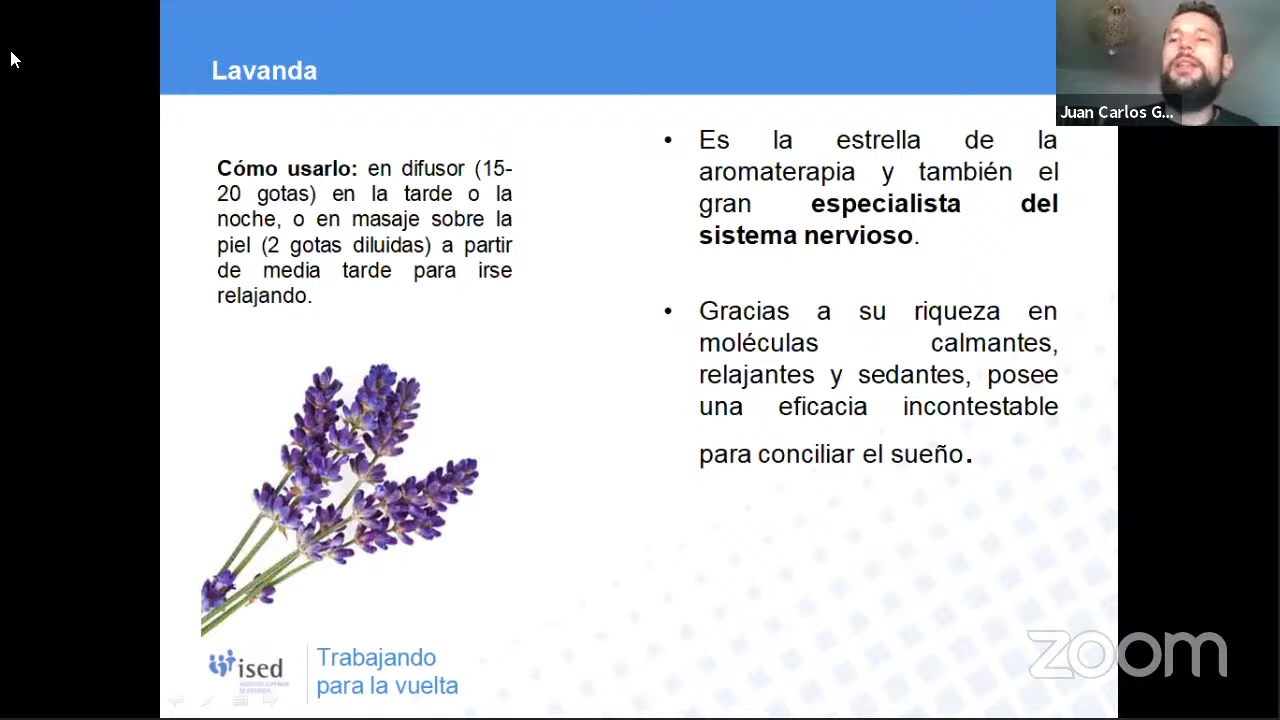 Lavanda
Juan Carlos G...
Cómo usarlo: en difusor (15-
20 gotas) en la tarde o la
noche, o en masaje sobre la
piel (2 gotas diluidas) a partir
de media tarde para irse
relajando.
• Es la estrella de la
aromaterapia y también el
gran especialista del
sistema nervioso.
• Gracias a su riqueza en
moléculas calmantes,
relajantes y sedantes, posee
una eficacia incontestable
para conciliar el sueño.
ised
Trabajando
para la vuelta
zoom